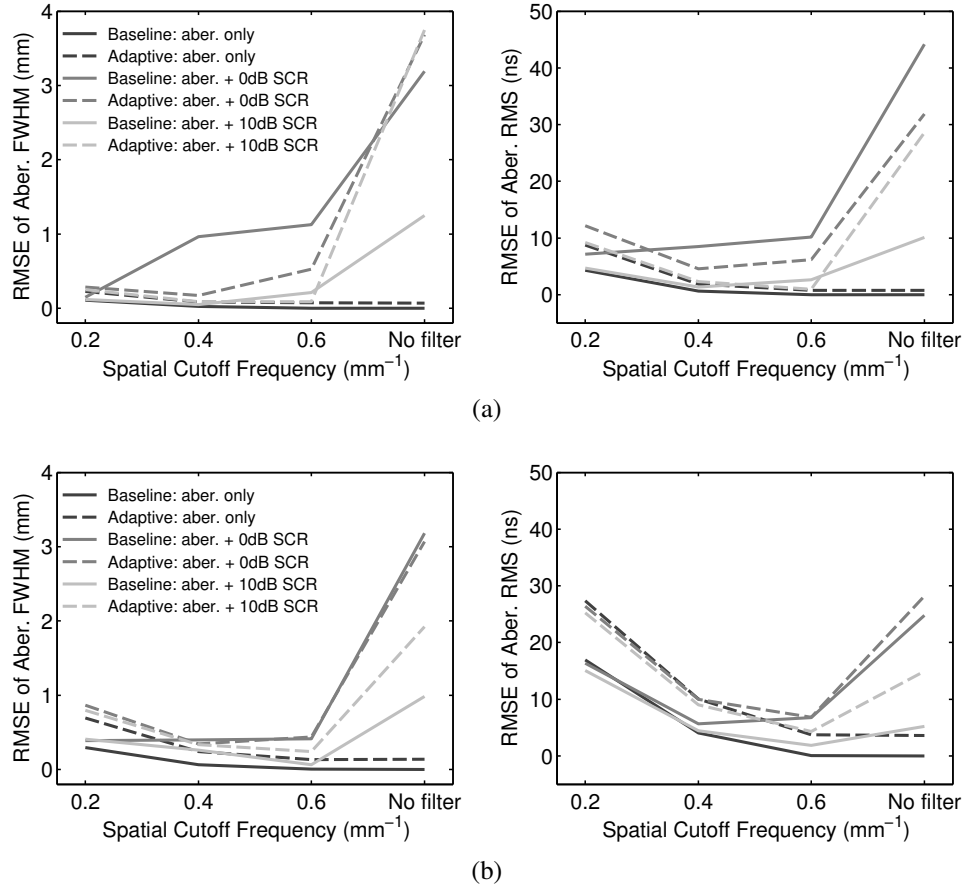 4
3
2
1
0
RMSE of Aber. FWHM (mm)
Baseline: aber. only
Adaptive: aber. only
Baseline: aber. + 0dB SCR
Adaptive: aber. + 0dB SCR
Baseline: aber. + 10dB SCR
Adaptive: aber. + 10dB SCR
0.2 0.4 0.6 No filter
Spatial Cutoff Frequency (mm⁻¹)
50
40
30
20
10
0
RMSE of Aber. RMS (ns)
0.2 0.4 0.6 No filter
Spatial Cutoff Frequency (mm⁻¹)
(a)
4
3
2
1
0
RMSE of Aber. FWHM (mm)
Baseline: aber. only
Adaptive: aber. only
Baseline: aber. + 0dB SCR
Adaptive: aber. + 0dB SCR
Baseline: aber. + 10dB SCR
Adaptive: aber. + 10dB SCR
0.2 0.4 0.6 No filter
Spatial Cutoff Frequency (mm⁻¹)
50
40
30
20
10
0
RMSE of Aber. RMS (ns)
0.2 0.4 0.6 No filter
Spatial Cutoff Frequency (mm⁻¹)
(b)